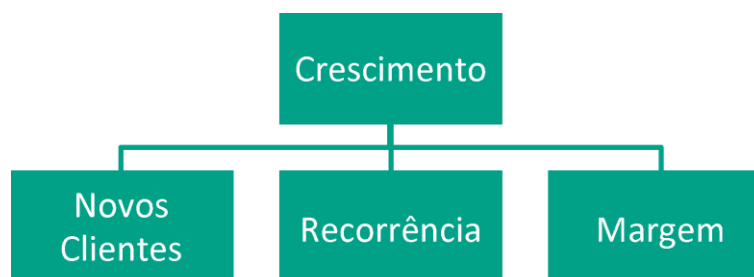 Crescimento
Novos
Clientes
Recorrência
Margem